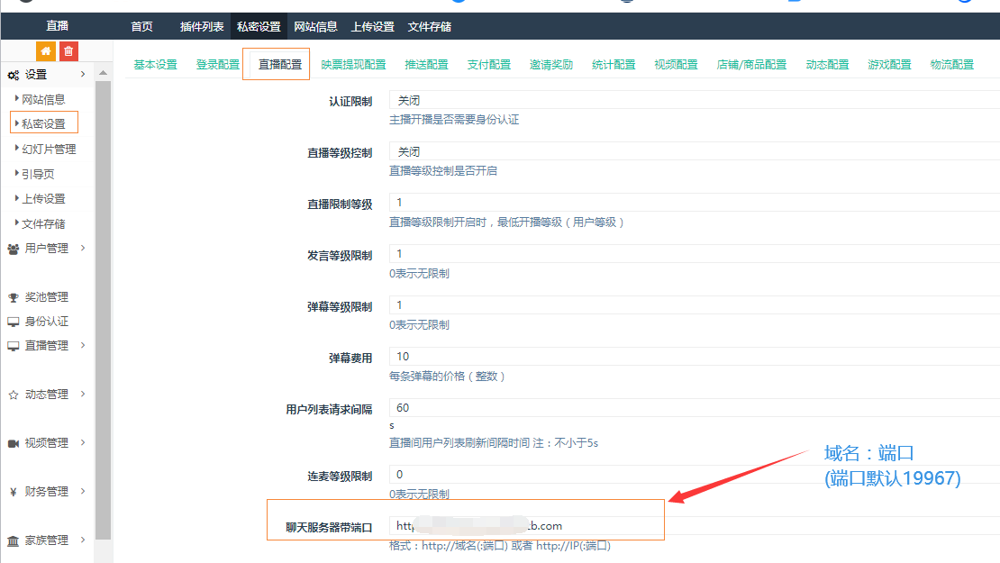 直播 首页 插件列表 私密设置 网站信息 上传设置 文件存储
基本设置 登录配置 直播配置 映票提现配置 推送配置 支付配置 邀请奖励 统计配置 视频配置 店铺/商品配置 动态配置 游戏配置 物流配置
设置
网站信息
私密设置
幻灯片管理
引导页
上传设置
文件存储
用户管理
奖池管理
身份认证
直播管理
动态管理
视频管理
财务管理
家族管理
认证限制 关闭
主播开播是否需要身份认证
直播等级控制 关闭
直播等级控制是否开启
直播限制等级 1
直播等级限制开启时，最低开播等级（用户等级）
发言等级限制 1
0表示无限制
弹幕等级限制 1
0表示无限制
弹幕费用 10
每条弹幕的价格（整数）
用户列表请求间隔 60
s
直播间用户列表刷新间隔时间 注：不小于5s
连麦等级限制 0
0表示无限制
域名：端口
(端口默认19967)
聊天服务器带端口 http cb.com
格式：http://域名(:端口) 或者 http://IP(:端口)